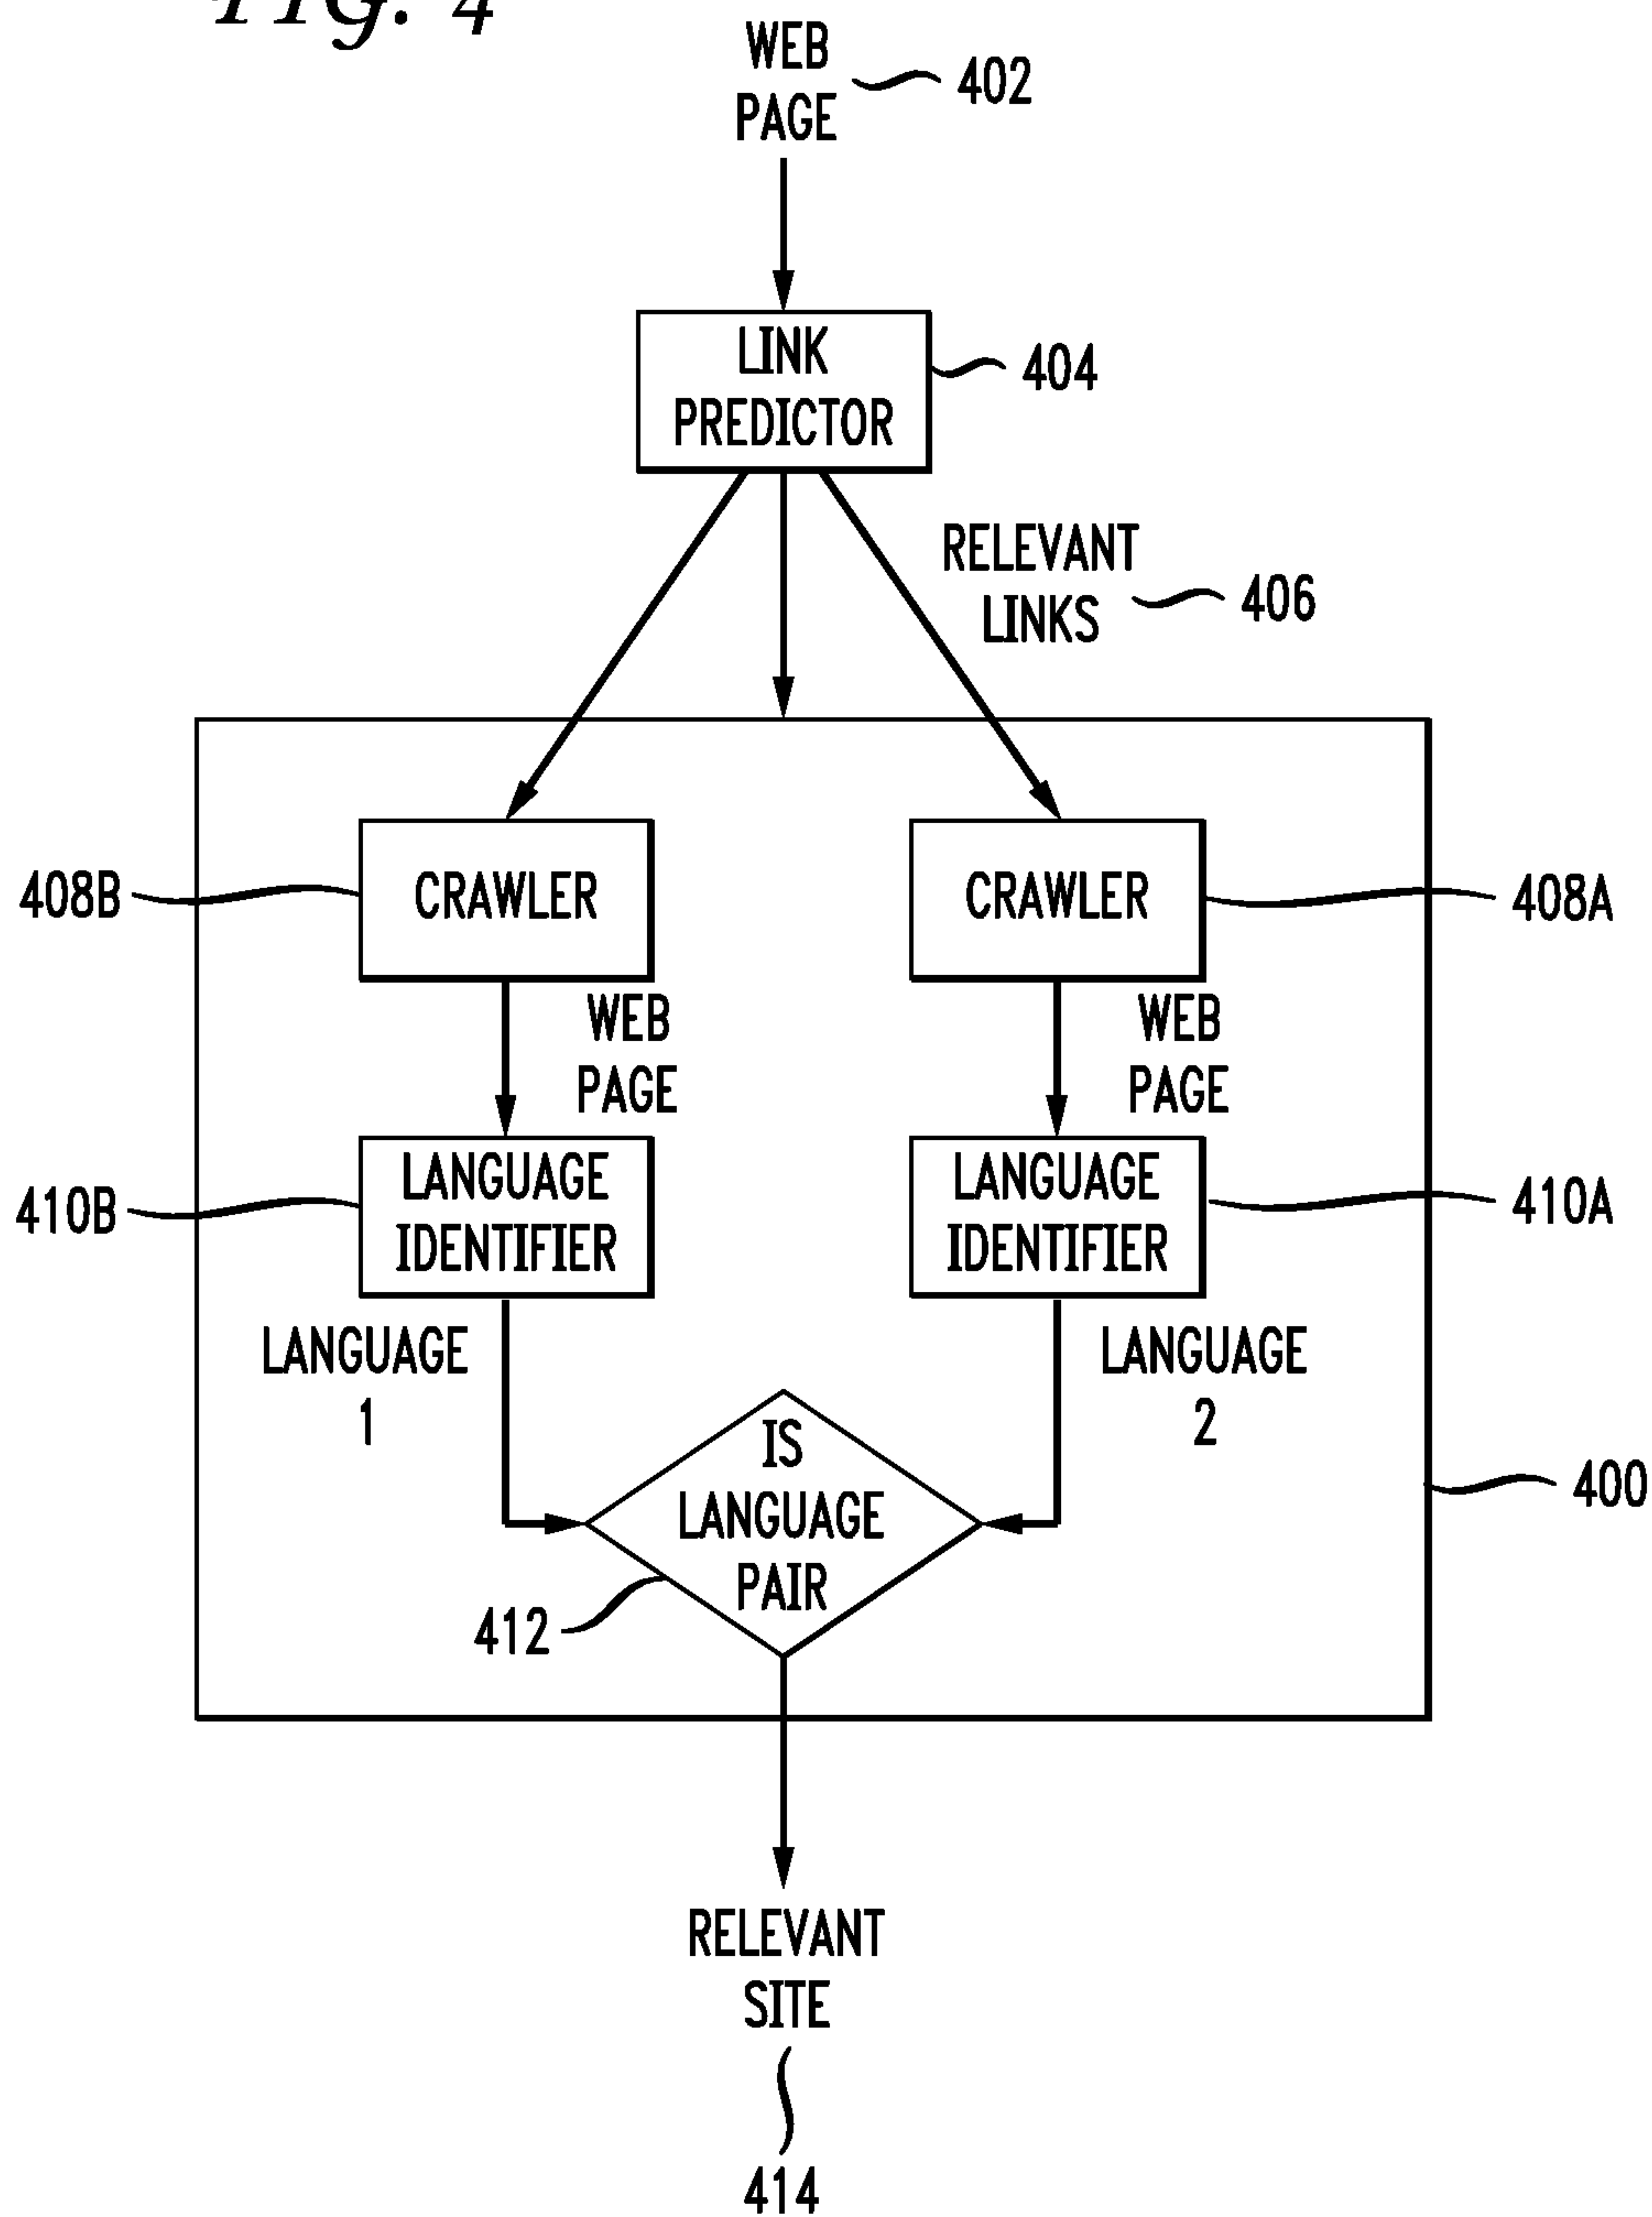 FIG. 4
WEB
PAGE
402
LINK
PREDICTOR
404
RELEVANT
LINKS
406
CRAWLER
CRAWLER
408B
408A
WEB
PAGE
WEB
PAGE
LANGUAGE
IDENTIFIER
LANGUAGE
IDENTIFIER
410B
410A
LANGUAGE
1
LANGUAGE
2
IS
LANGUAGE
PAIR
400
412
RELEVANT
SITE
414